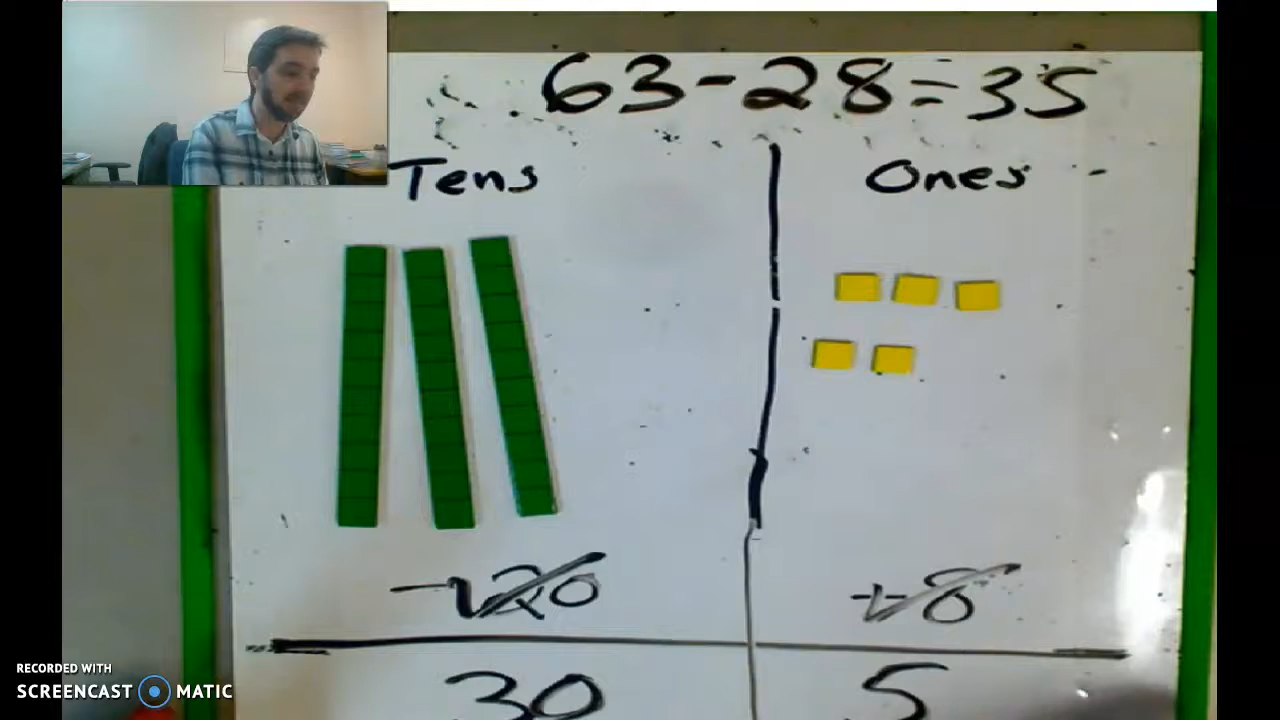 63-28=35
Tens Ones
-20 -8
30 5
RECORDED WITH
SCREENCAST MATIC